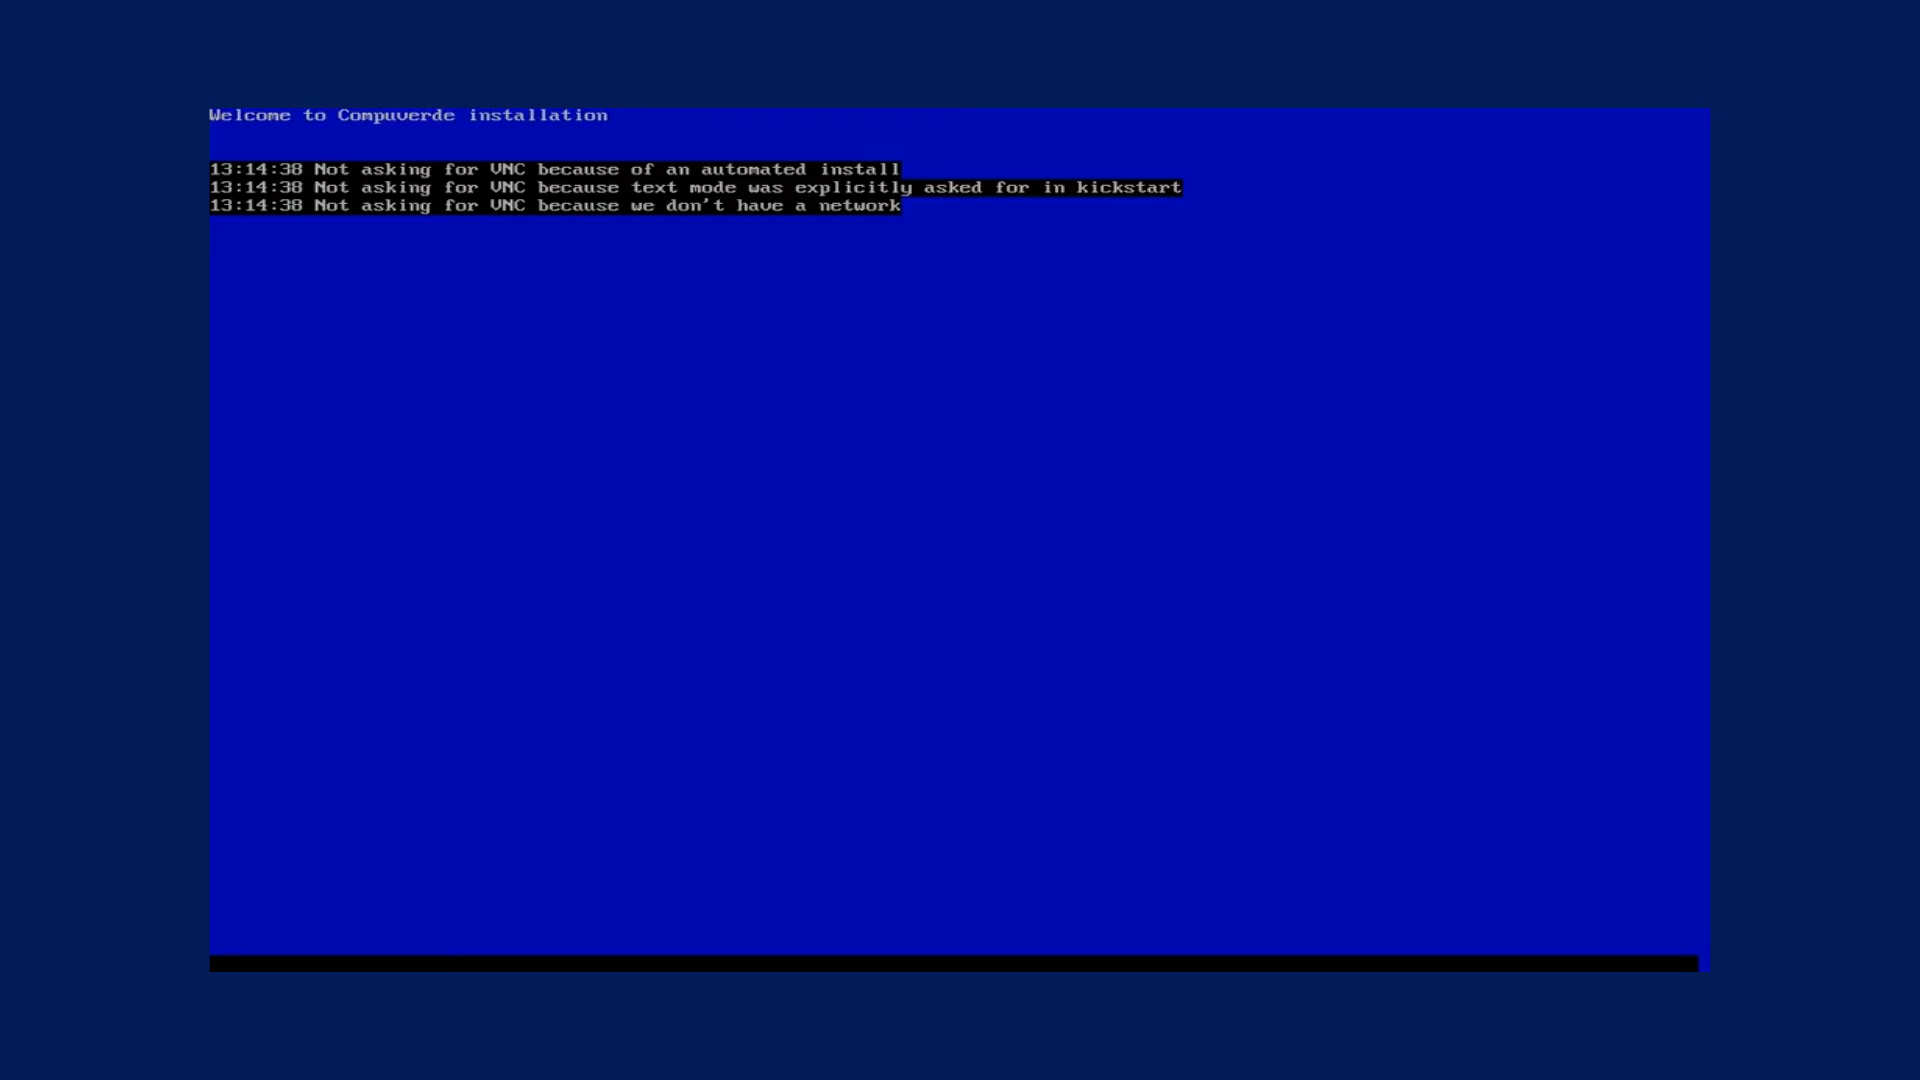 Welcome to Compuverde installation
13:14:38 Not asking for VNC because of an automated install
13:14:38 Not asking for VNC because text mode was explicitly asked for in kickstart
13:14:38 Not asking for VNC because we don't have a network